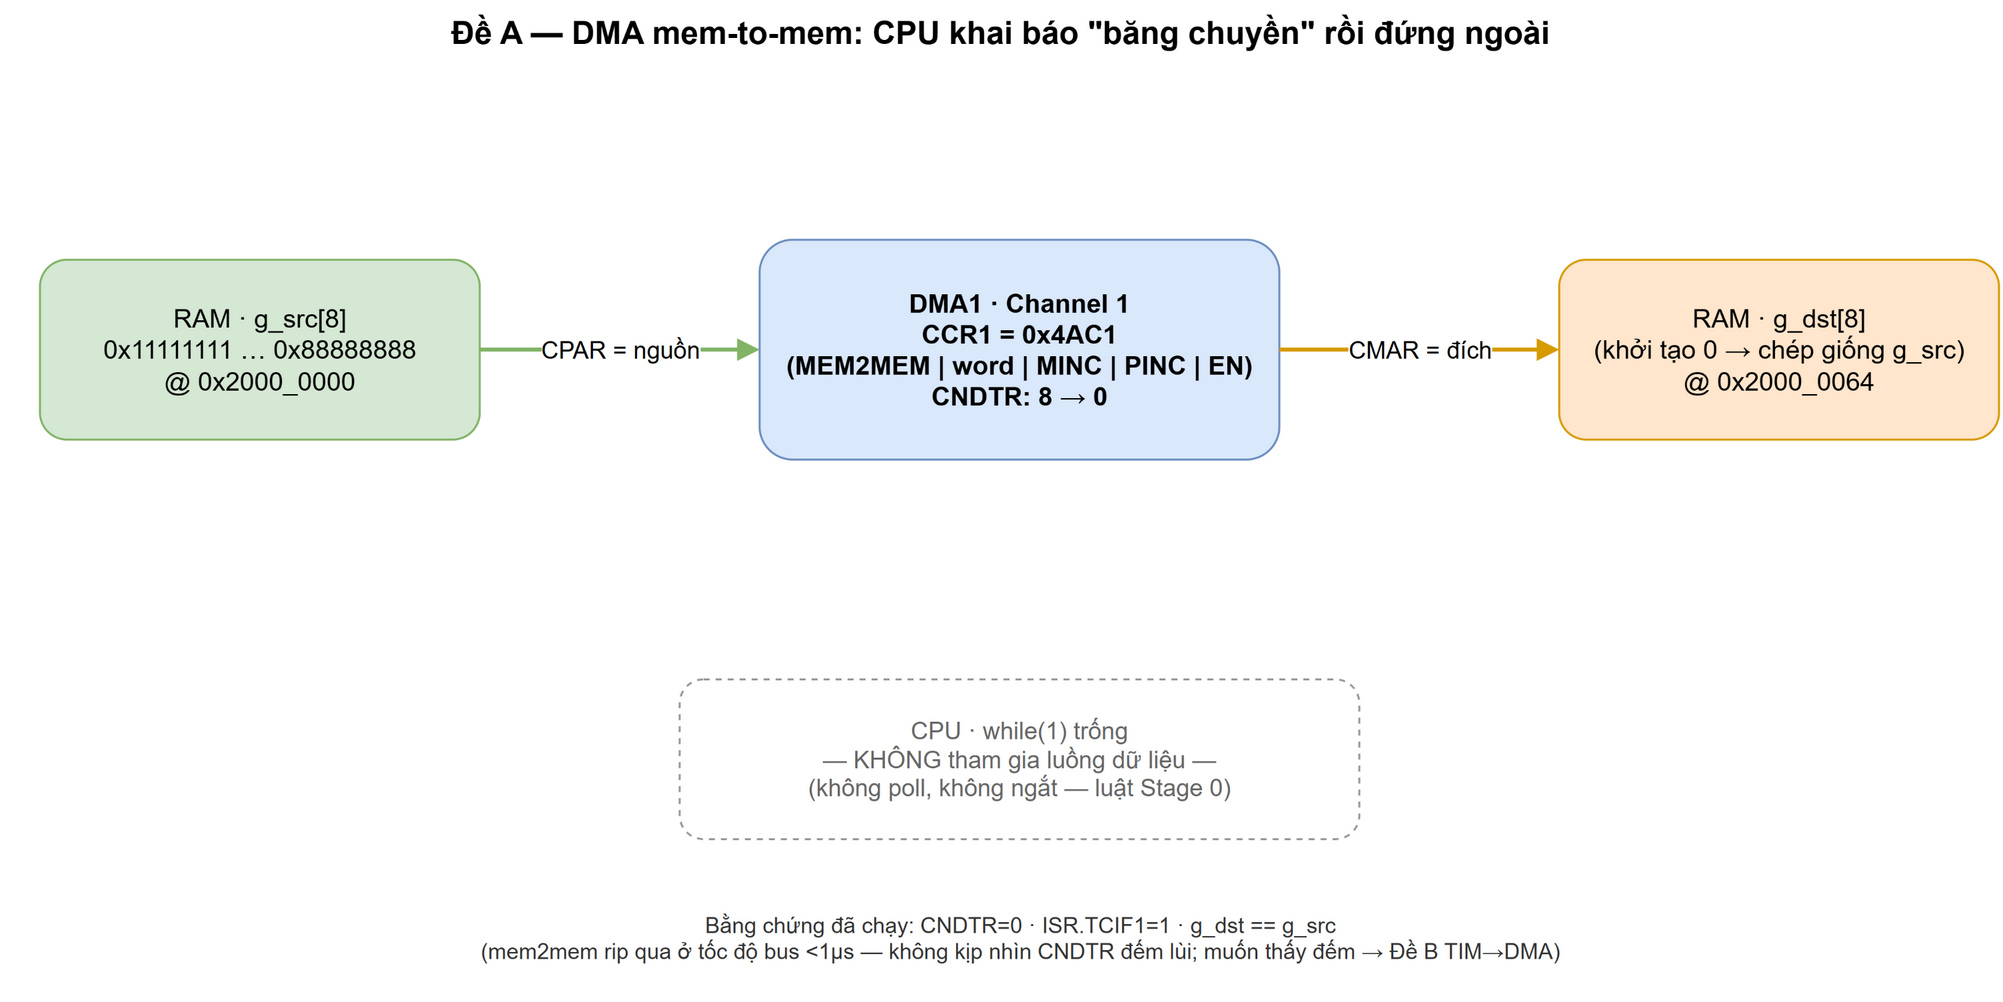 Đề A — DMA mem-to-mem: CPU khai báo "băng chuyền" rồi đứng ngoài
RAM · g_src[8]
0x11111111 … 0x88888888
@ 0x2000_0000
CPAR = nguồn
DMA1 · Channel 1
CCR1 = 0x4AC1
(MEM2MEM | word | MINC | PINC | EN)
CNDTR: 8 → 0
CMAR = đích
RAM · g_dst[8]
(khởi tạo 0 → chép giống g_src)
@ 0x2000_0064
CPU · while(1) trống
— KHÔNG tham gia luồng dữ liệu —
(không poll, không ngắt — luật Stage 0)
Bằng chứng đã chạy: CNDTR=0 · ISR.TCIF1=1 · g_dst == g_src
(mem2mem rip qua ở tốc độ bus <1µs — không kịp nhìn CNDTR đếm lùi; muốn thấy đếm → Đề B TIM→DMA)